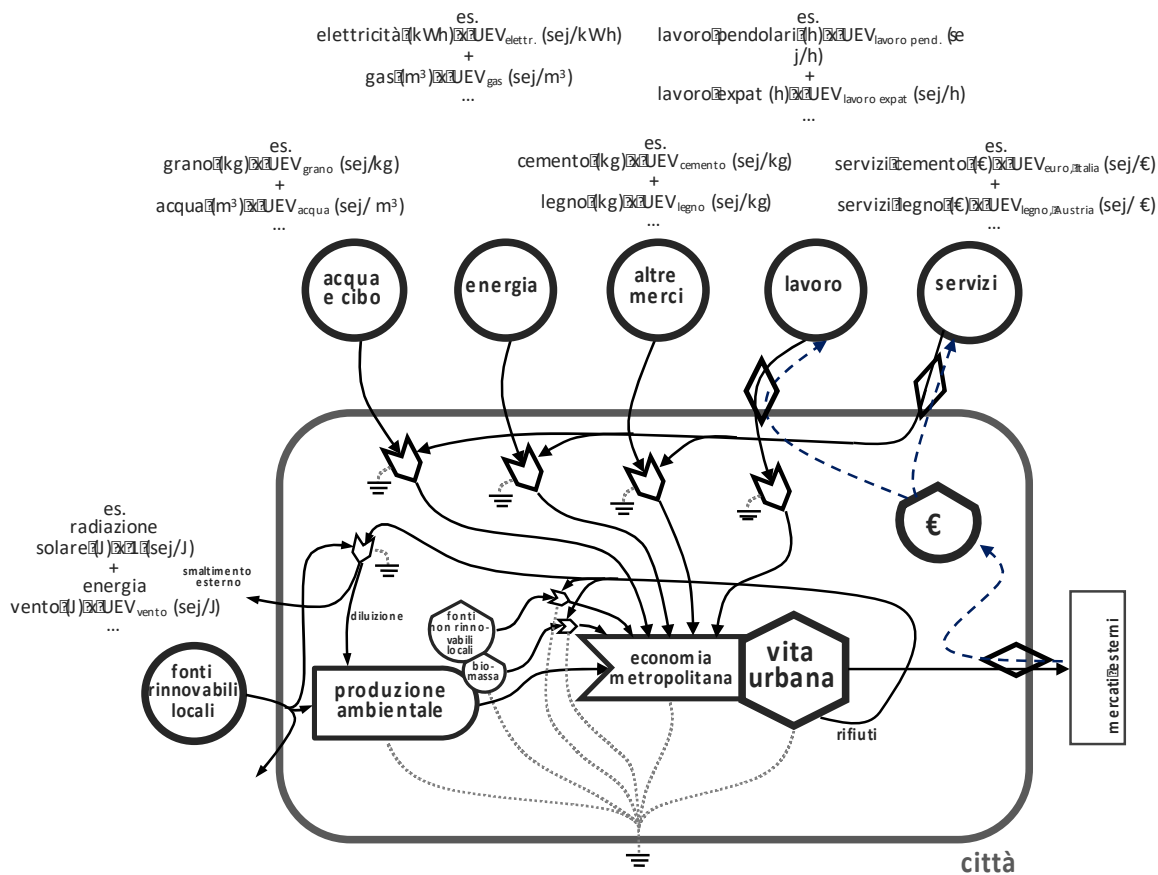 es.
elettricità (kWh) x UEV elettr. (sej/kWh)
+
gas (m³) x UEV gas (sej/m³)
...
es.
lavoro pendolari (h) x UEV lavoro pend. (se
j/h)
+
lavoro expat (h) x UEV lavoro expat (sej/h)
...
es.
grano (kg) x UEV grano (sej/kg)
+
acqua (m³) x UEV acqua (sej/ m³)
...
es.
cemento (kg) x UEV cemento (sej/kg)
+
legno (kg) x UEV legno (sej/kg)
...
es.
servizi cemento (€) x UEV euro, Italia (sej/€)
+
servizi legno (€) x UEV legno, Austria (sej/ €)
...
acqua
e cibo
energia
altre
merci
lavoro
servizi
€
es.
radiazione
solare (J) x 1 (sej/J)
+
energia
vento (J) x UEV vento (sej/J)
...
smaltimento
esterno
diluizione
fonti
non rinno-
vabili
locali
bio-
massa
fonti
rinnovabili
locali
produzione
ambientale
economia
metropolitana
vita
urbana
rifiuti
mercati esterni
città